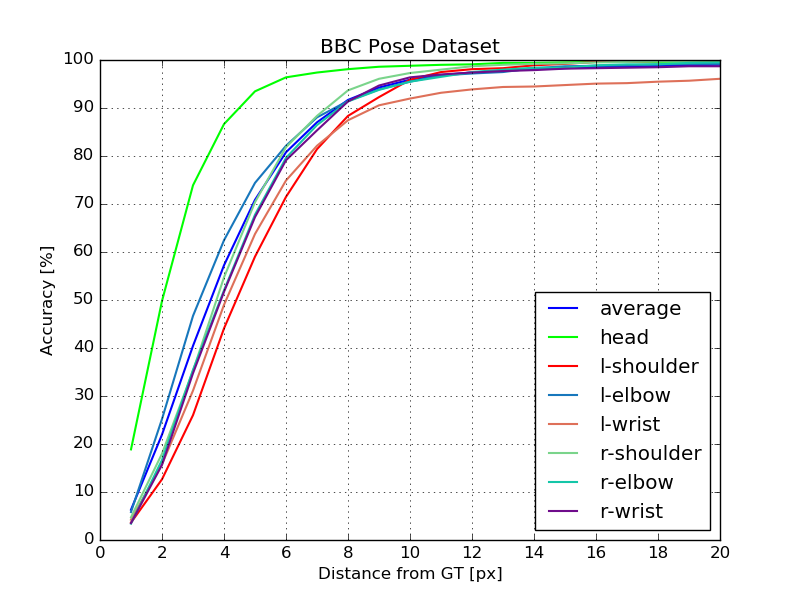 BBC Pose Dataset
100
90
80
70
60
50
40
30
20
10
0
Accuracy [%]
average
head
l-shoulder
l-elbow
l-wrist
r-shoulder
r-elbow
r-wrist
0 2 4 6 8 10 12 14 16 18 20
Distance from GT [px]